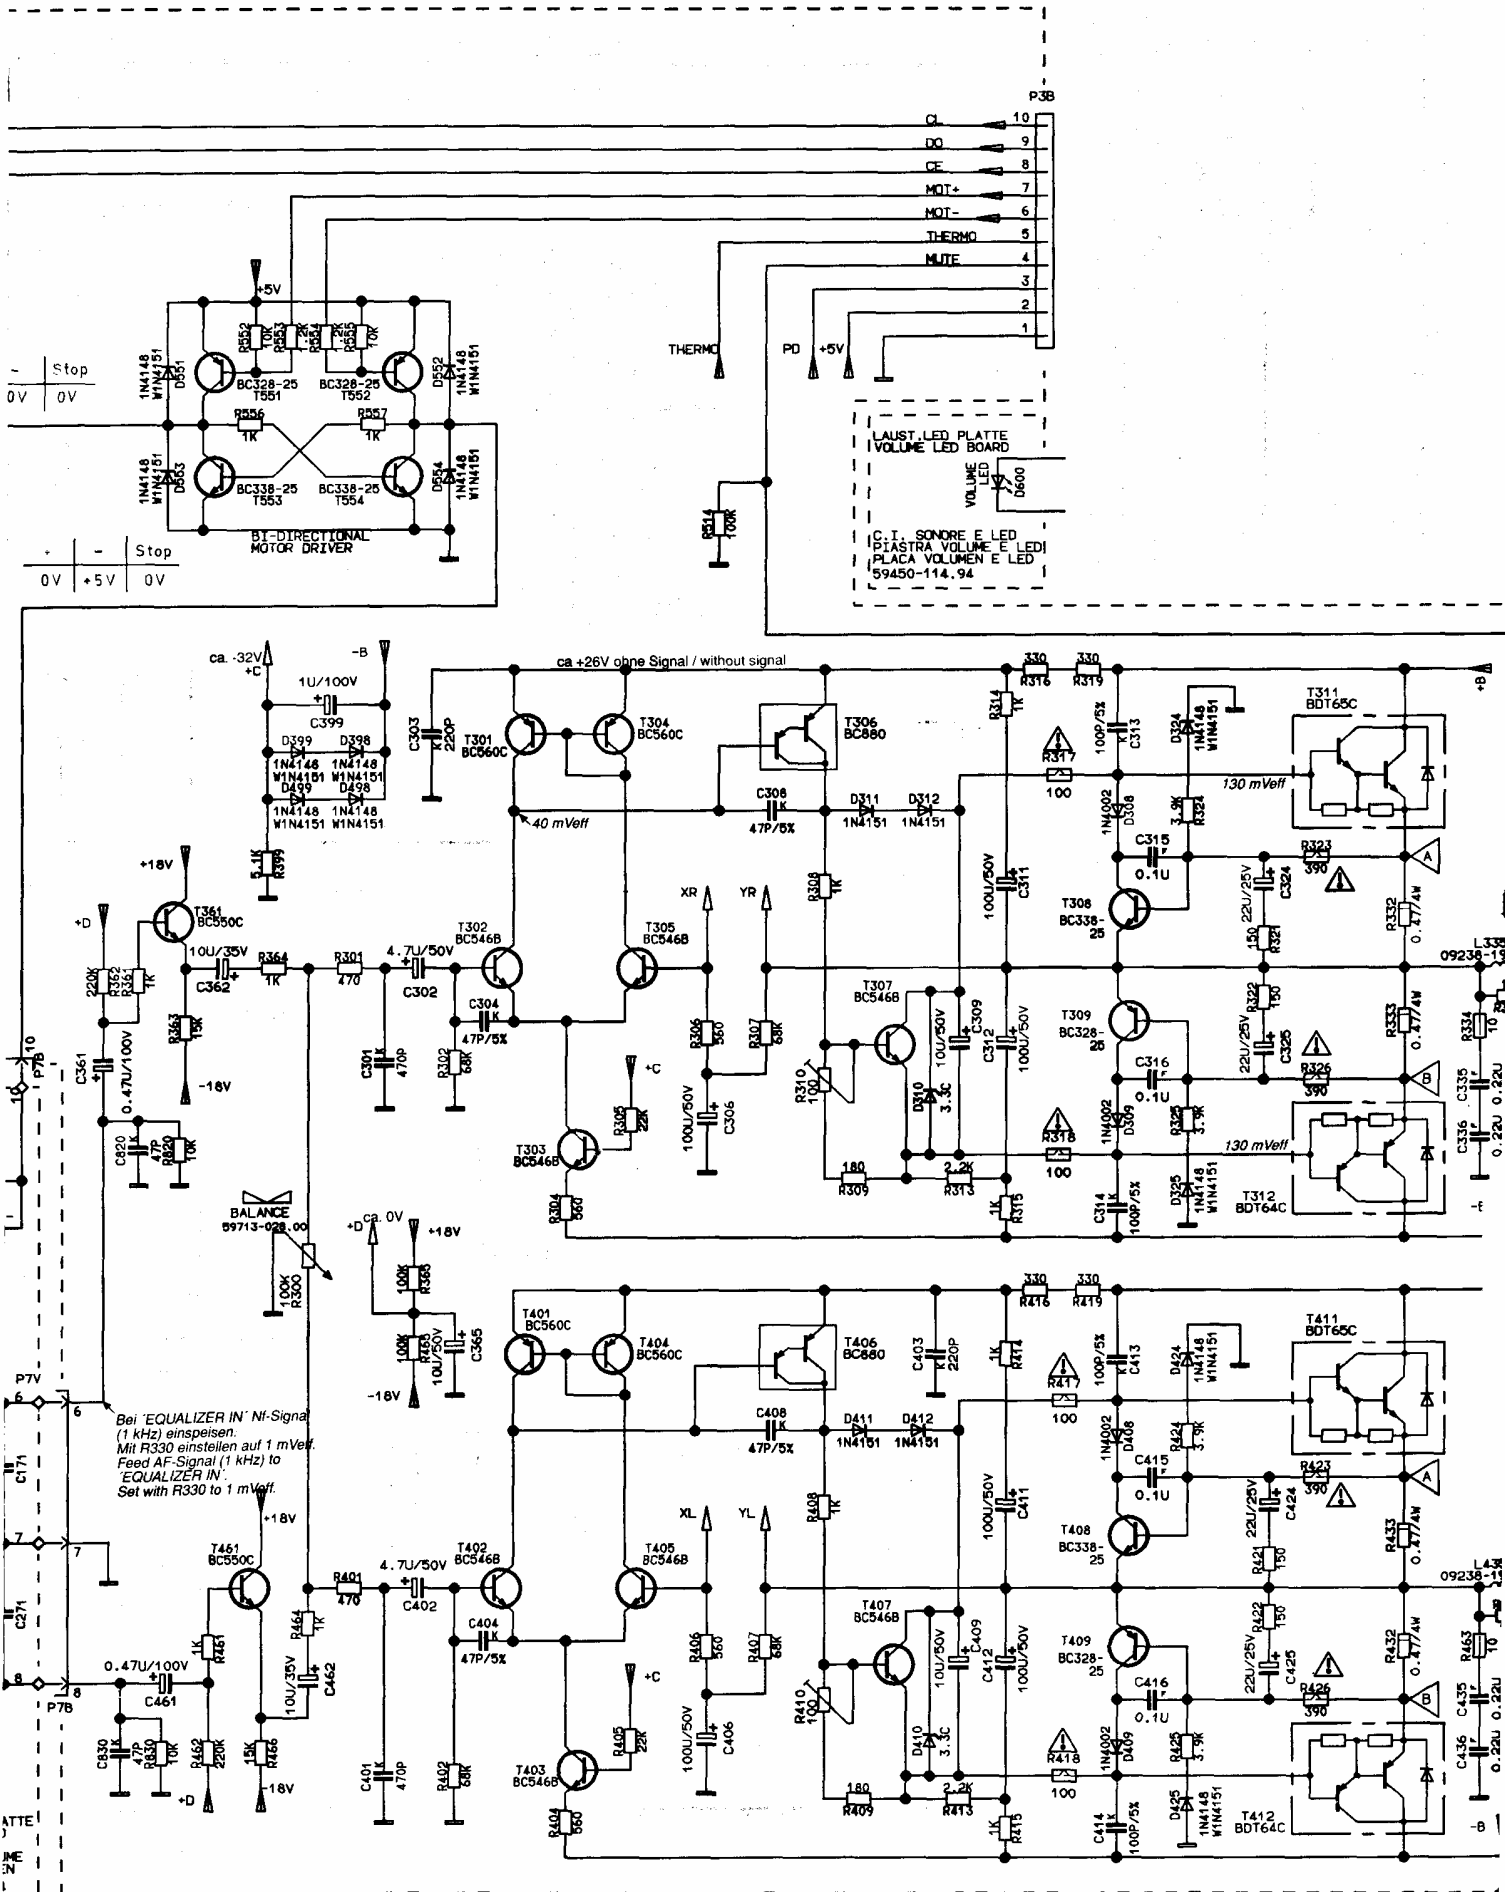 P3B
CL 10
DO 9
CE 8
MOT+ 7
MOT- 6
THERMO 5
MUTE 4
3
2
1
+5V
R552 10K
R553 1.2K
R554 1.2K
R555 10K
THERMO
PD
+5V
- Stop
0V 0V
1N4148
W1N4151
D551
BC328-25
T551
BC328-25
T552
D552
1N4148
W1N4151
R556
1K
R557
1K
1N4148
W1N4151
D553
BC338-25
T553
BC338-25
T554
D554
1N4148
W1N4151
BI-DIRECTIONAL
MOTOR DRIVER
+ - Stop
0V +5V 0V
R514
100K
LAUST.LED PLATTE
VOLUME LED BOARD
VOLUME
LED
D600
C.I. SONORE E LED
PIASTRA VOLUME E LED
PLACA VOLUMEN E LED
59450-114.94
ca. -32V
+C
-B
1U/100V
C399
D399
1N4148
W1N4151
D398
1N4148
W1N4151
D499
1N4148
W1N4151
D498
1N4148
W1N4151
5.1K
R399
ca +26V ohne Signal / without signal
C303
220P
T301
BC560C
T304
BC560C
40 mVeff
T306
BC880
C308
47P/5%
D311
1N4151
D312
1N4151
R314
1K
330
R316
330
R319
R317
100
100P/5%
C313
1N4002
D308
D324
1N4148
W1N4151
3.9K
R324
130 mVeff
T311
BDT65C
+B
C315
0.1U
R323
390
A
R308
1K
100U/50V
C311
T308
BC338-
25
22U/25V
C324
150
R321
R332
0.47/4W
L335
+18V
T361
BC550C
+D
220K
R362
R361
1K
10U/35V
C362
R364
1K
R301
470
4.7U/50V
C302
T302
BC546B
T305
BC546B
XR
YR
R363
15K
-18V
C361
0.47U/100V
10
P7B
10
C820
47P
R820
10K
C301
470P
R302
68K
C304
47P/5%
R306
560
R307
68K
+C
R305
22K
100U/50V
C306
T303
BC546B
R304
560
T307
BC546B
R310
100
D310
3.3C
10U/50V
C309
C312
100U/50V
180
R309
2.2K
R313
1K
R315
T309
BC328-
25
R322
150
22U/25V
C325
R333
0.47/4W
R334
10
C335
0.22U
C336
0.22U
C316
0.1U
R326
390
B
R318
100
1N4002
D309
R325
3.9K
130 mVeff
C314
100P/5%
D325
1N4148
W1N4151
T312
BDT64C
BALANCE
100K
R300
+D
ca. 0V
+18V
100K
R365
100K
R465
10U/50V
C365
-18V
T401
BC560C
T404
BC560C
T406
BC880
C403
220P
R414
1K
330
R416
330
R419
R417
100
100P/5%
C413
1N4002
D408
D424
1N4148
W1N4151
R424
3.9K
T411
BDT65C
P7V
6
6
Bei 'EQUALIZER IN' Nf-Signal
(1 kHz) einspeisen.
Mit R330 einstellen auf 1 mVeff.
Feed AF-Signal (1 kHz) to
'EQUALIZER IN'.
Set with R330 to 1 mVeff.
C171
7
7
C271
8
8
P7B
C408
47P/5%
D411
1N4151
D412
1N4151
C415
0.1U
R423
390
A
R408
1K
100U/50V
C411
T408
BC338-
25
22U/25V
C424
R421
150
R433
0.47/4W
+18V
T461
BC550C
R461
1K
R464
1K
R401
470
4.7U/50V
C402
T402
BC546B
T405
BC546B
XL
YL
0.47U/100V
C461
10U/35V
C462
C830
47P
R830
10K
R462
220K
+D
15K
R466
-18V
C401
470P
R402
68K
C404
47P/5%
R406
560
R407
68K
+C
R405
22K
100U/50V
C406
T403
BC546B
R404
560
T407
BC546B
R410
100
D410
3.3C
10U/50V
C409
C412
100U/50V
180
R409
2.2K
R413
1K
R415
T409
BC328-
25
R422
150
22U/25V
C425
R432
0.47/4W
R463
10
C435
0.22U
C436
0.22U
C416
0.1U
R426
390
B
R418
100
1N4002
D409
R425
3.9K
C414
100P/5%
D425
1N4148
W1N4151
T412
BDT64C
-B